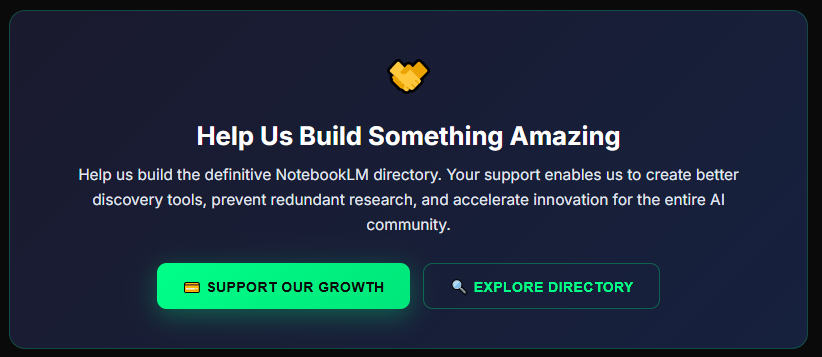 Help Us Build Something Amazing
Help us build the definitive NotebookLM directory. Your support enables us to create better
discovery tools, prevent redundant research, and accelerate innovation for the entire AI
community.
SUPPORT OUR GROWTH
EXPLORE DIRECTORY